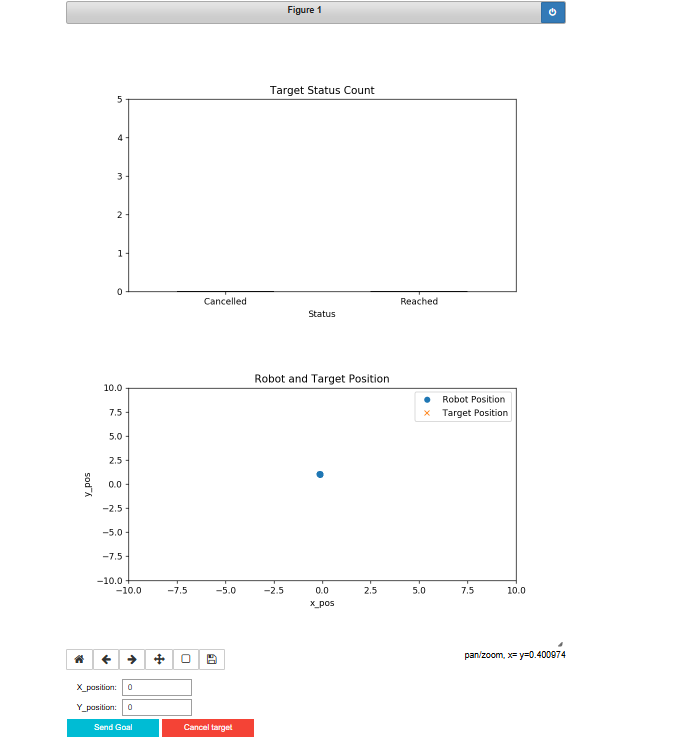 Figure 1
Target Status Count
5
4
3
2
1
0
Cancelled Reached
Status
Robot and Target Position
10.0
7.5
5.0
2.5
0.0
−2.5
−5.0
−7.5
−10.0
y_pos
Robot Position
Target Position
−10.0 −7.5 −5.0 −2.5 0.0 2.5 5.0 7.5 10.0
x_pos
pan/zoom, x= y=0.400974
X_position: 0
Y_position: 0
Send Goal Cancel target